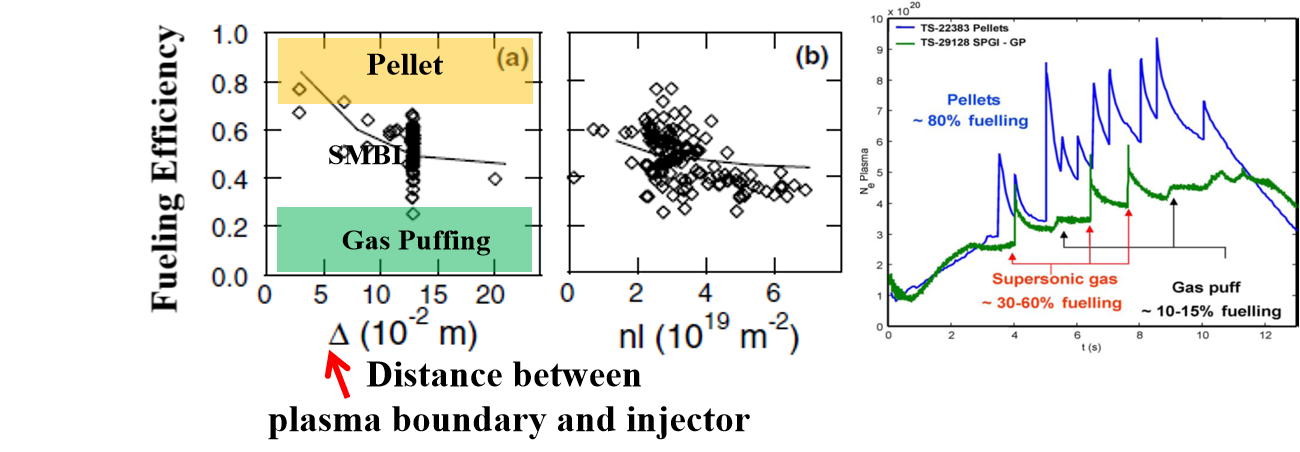 Fueling Efficiency
1.0
0.8
0.6
0.4
0.2
0.0
(a)
Pellet
SMBI
Gas Puffing
0 5 10 15 20
Δ (10⁻² m)
(b)
0 2 4 6
nl (10¹⁹ m⁻²)
Distance between
plasma boundary and injector
10 x 10²⁰
9
8
7
6
5
4
3
2
1
0
N e Plasma
TS-22383 Pellets
TS-29128 SPGI - GP
Pellets
~ 80% fuelling
Supersonic gas
~ 30-60% fuelling
Gas puff
~ 10-15% fuelling
0 2 4 6 8 10 12
t (s)